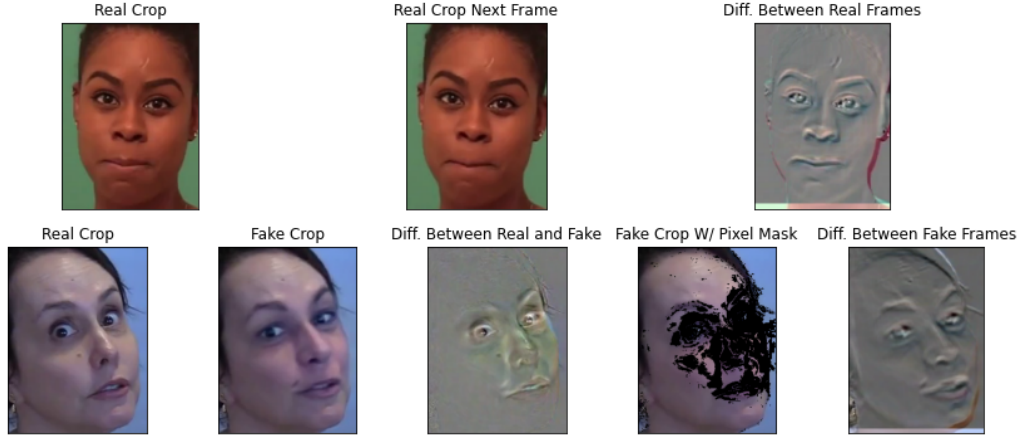 Real Crop
Real Crop Next Frame
Diff. Between Real Frames
Real Crop
Fake Crop
Diff. Between Real and Fake
Fake Crop W/ Pixel Mask
Diff. Between Fake Frames